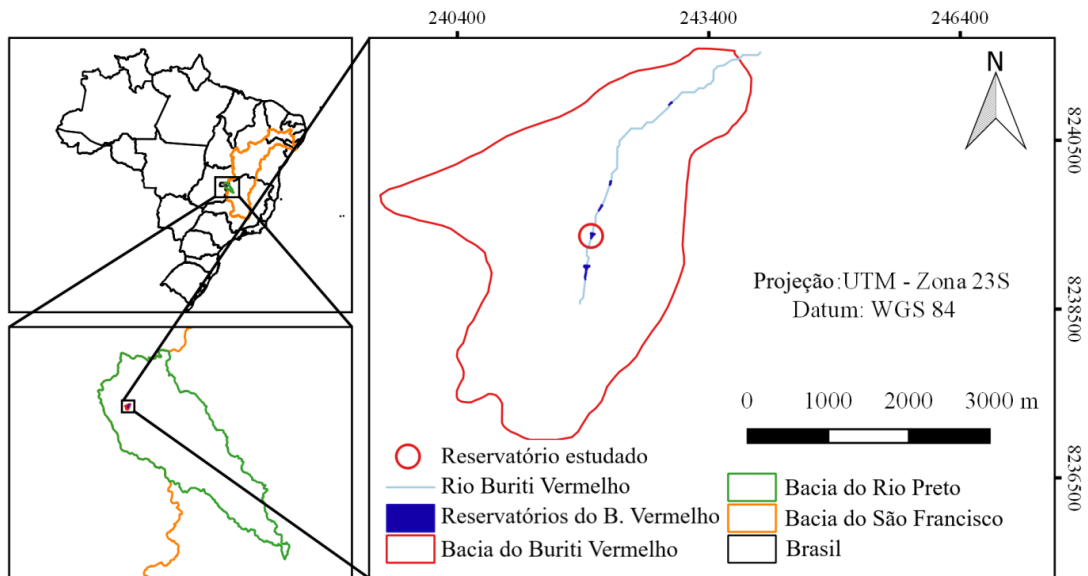 240400
243400
246400
N
8240500
Projeção:UTM - Zona 23S
Datum: WGS 84
8238500
0 1000 2000 3000 m
Reservatório estudado
Rio Buriti Vermelho
Reservatórios do B. Vermelho
Bacia do Buriti Vermelho
Bacia do Rio Preto
Bacia do São Francisco
Brasil
8236500